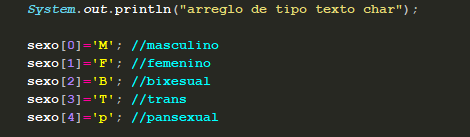 System.out.println("arreglo de tipo texto char");
sexo[0]='M'; //masculino
sexo[1]='F'; //femenino
sexo[2]='B'; //bixesual
sexo[3]='T'; //trans
sexo[4]='p'; //pansexual